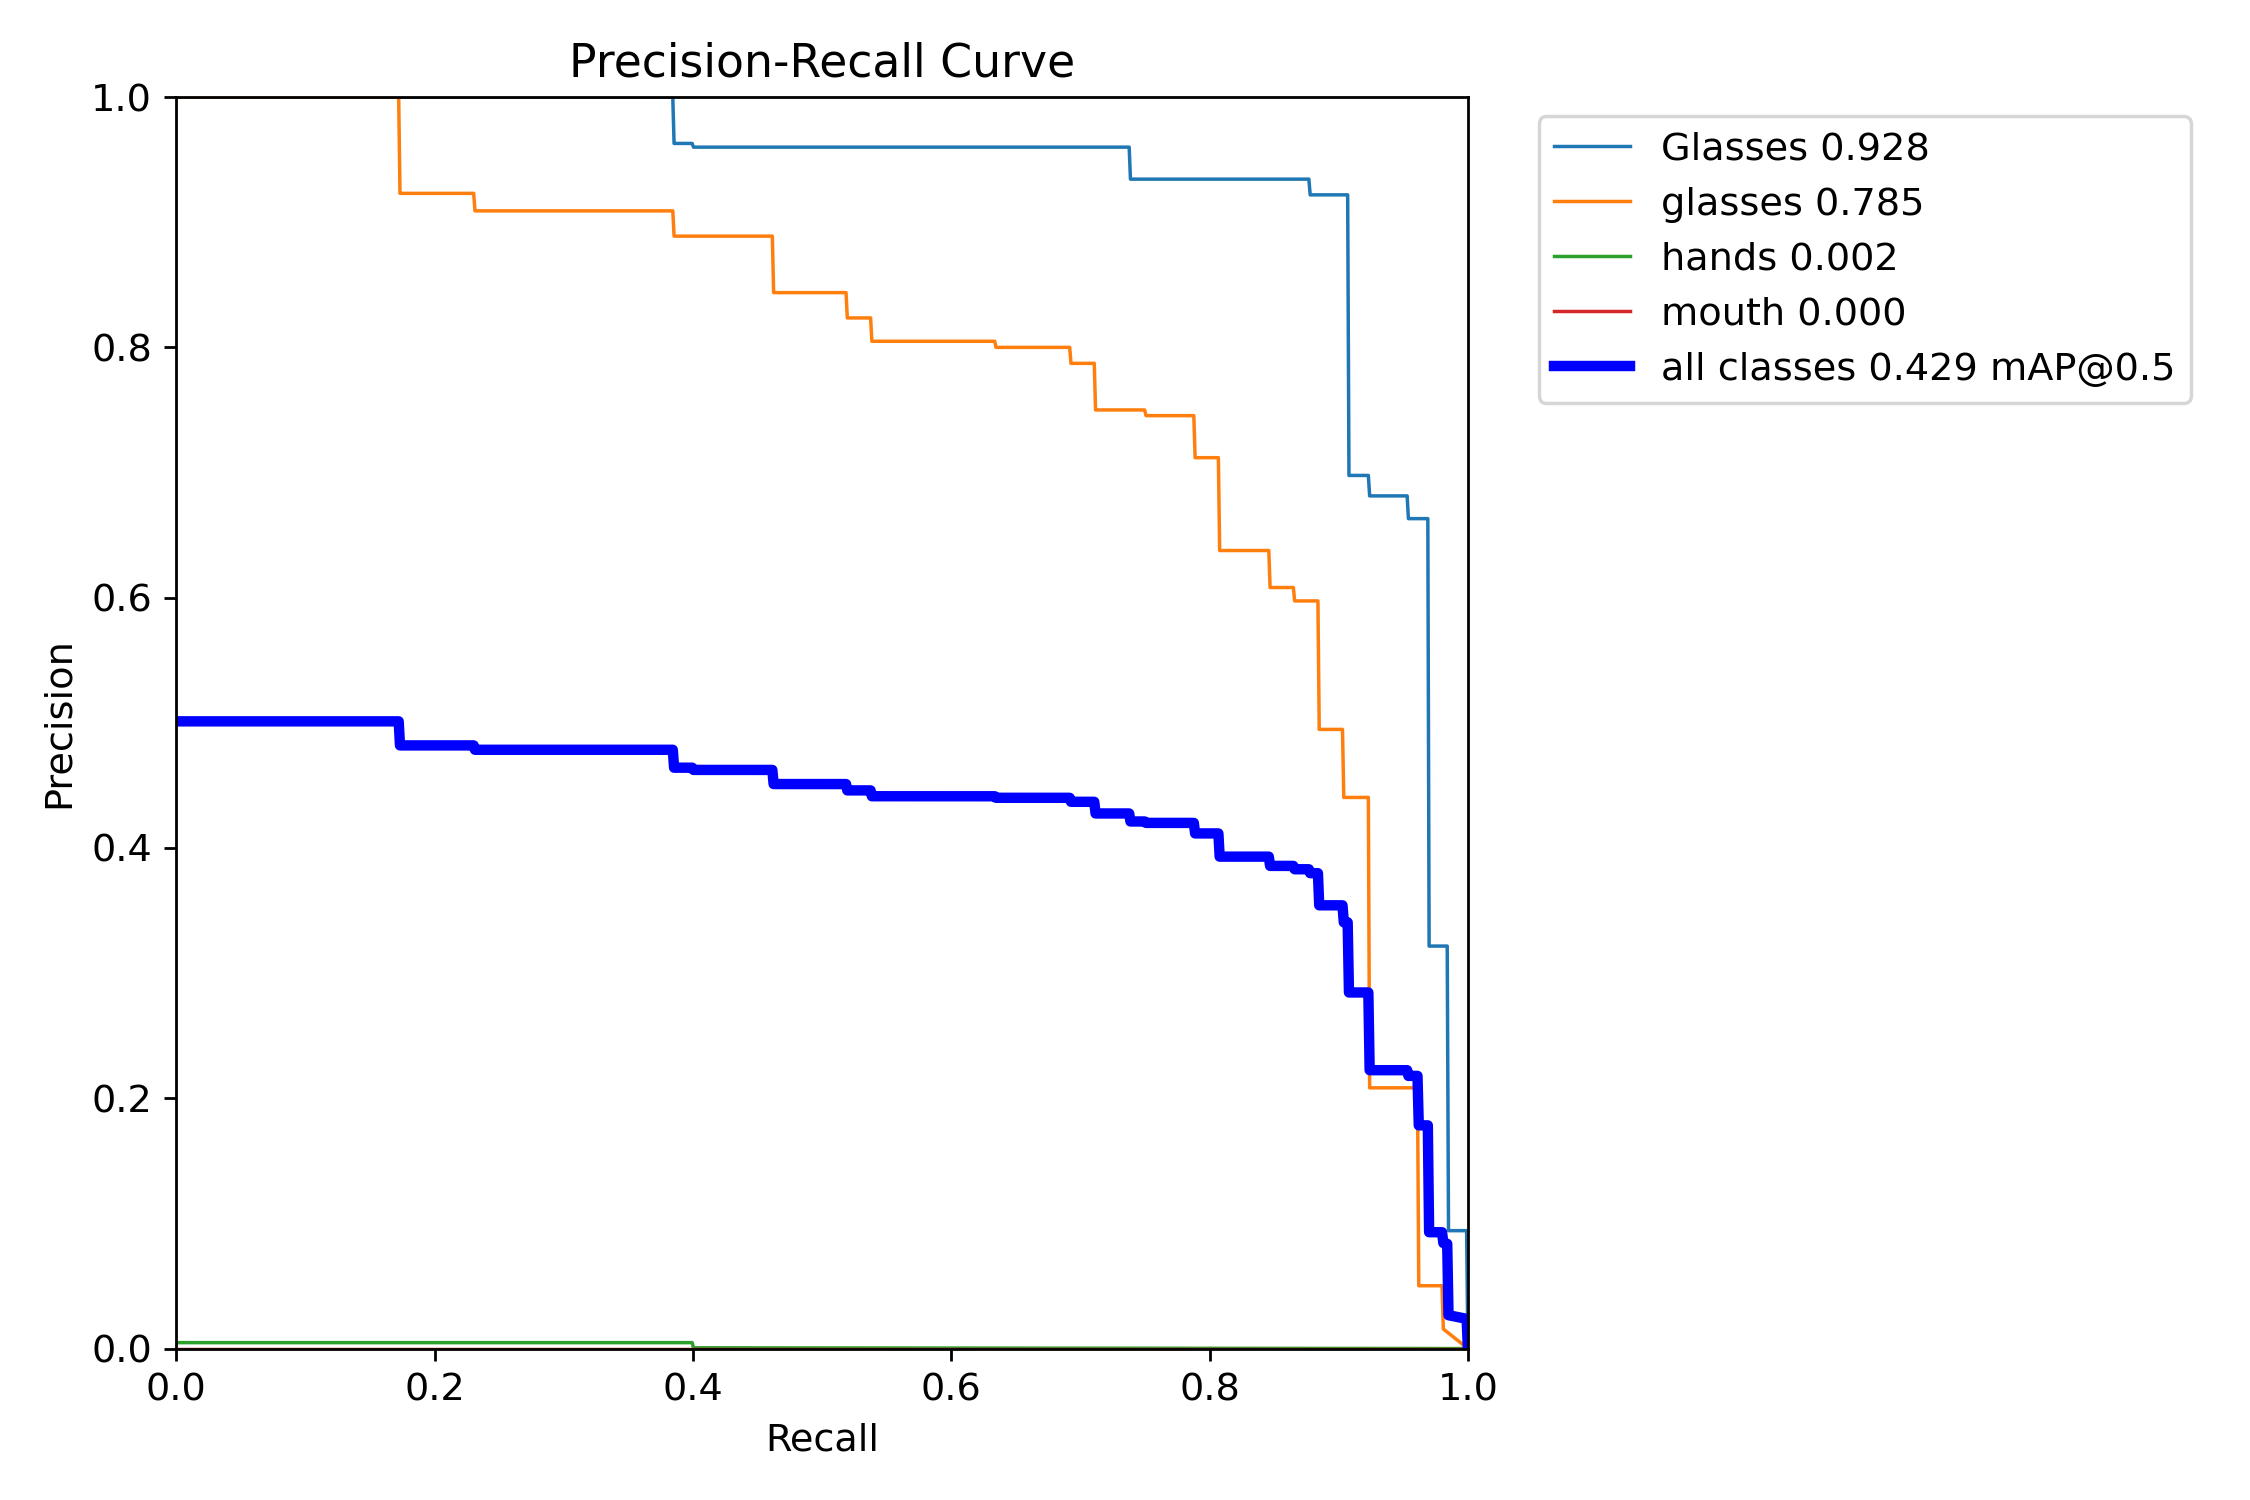 Precision-Recall Curve
1.0
0.8
0.6
0.4
0.2
0.0
Precision
0.0 0.2 0.4 0.6 0.8 1.0
Recall
Glasses 0.928
glasses 0.785
hands 0.002
mouth 0.000
all classes 0.429 mAP@0.5